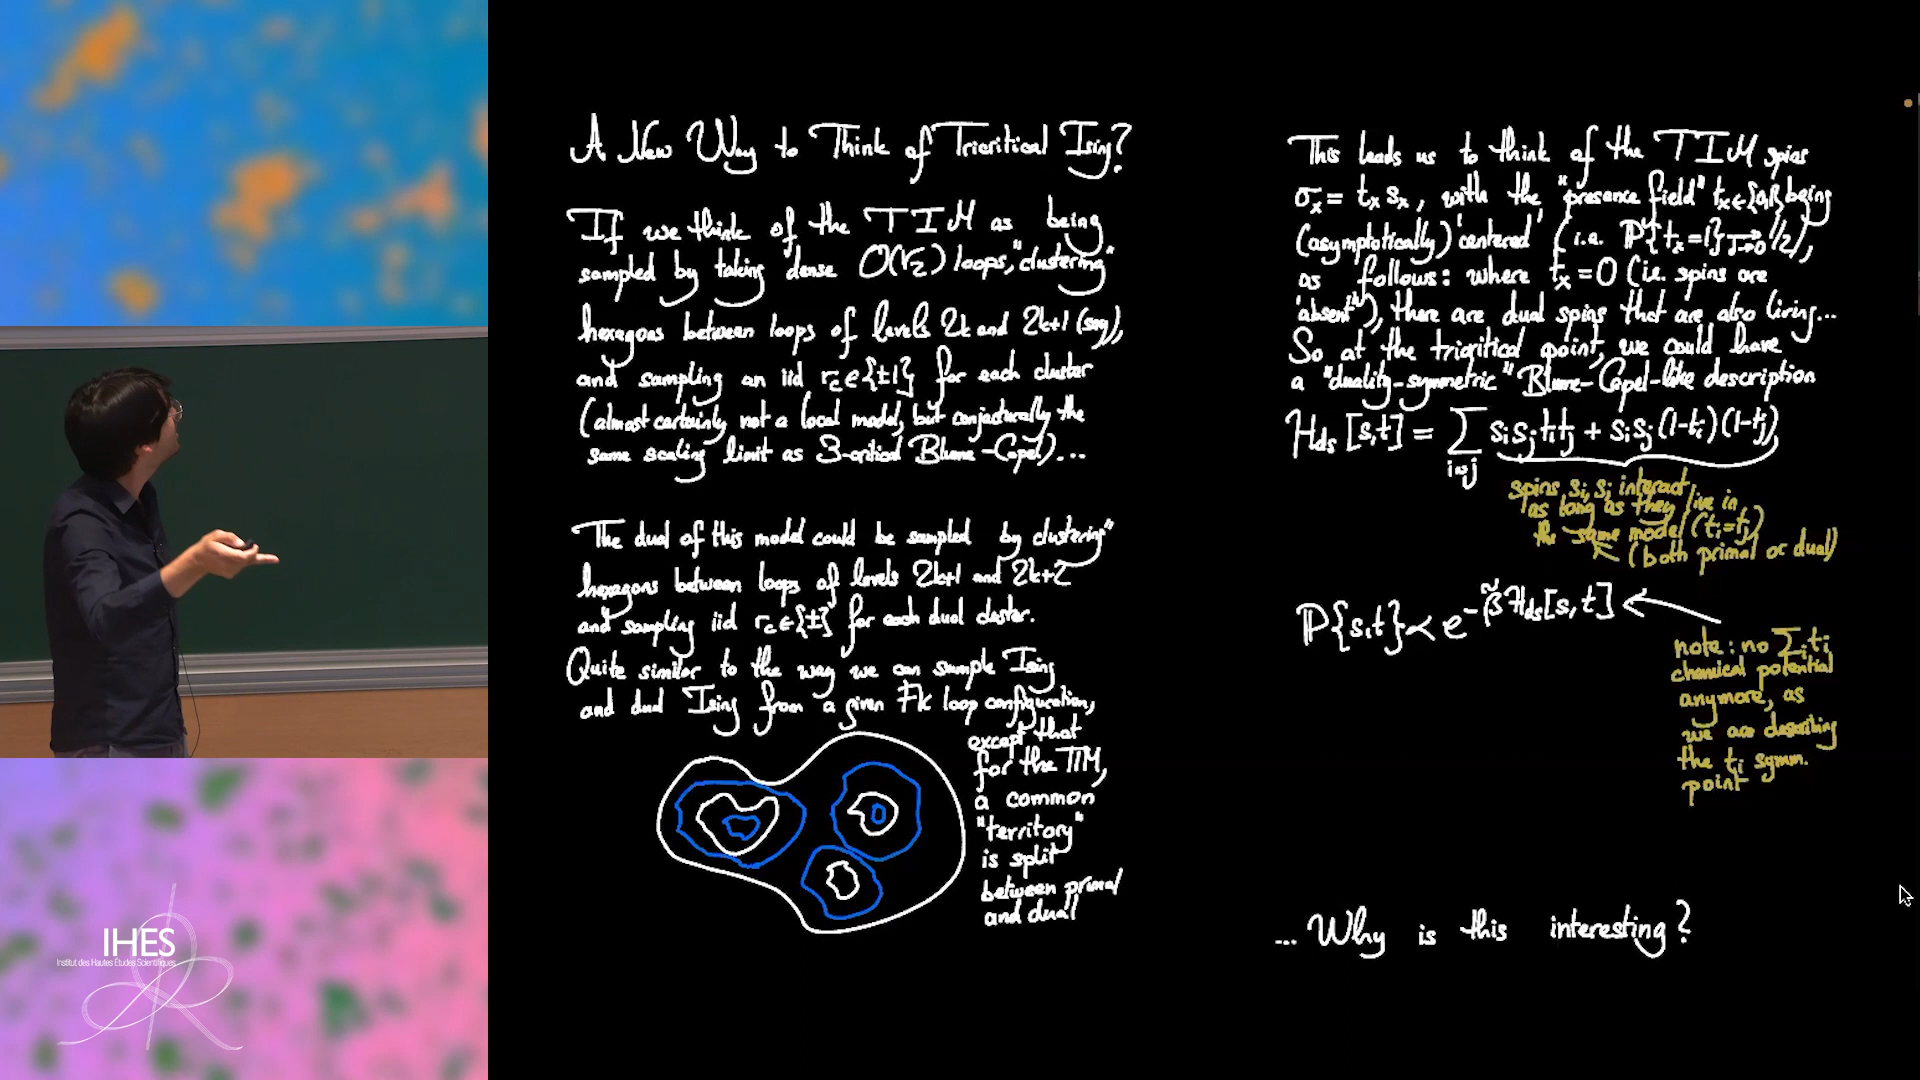 A New Way to Think of Tricritical Ising?
If we think of the TIM as being
sampled by taking dense O(√2) loops, "clustering"
hexagons between loops of levels 2k and 2k+1 (say),
and sampling an iid r_c∈{±1} for each cluster
(almost certainly not a local model, but conjecturally the
same scaling limit as 3-critical Blume-Capel)...
The dual of this model could be sampled by clustering"
hexagons between loops of levels 2k+1 and 2k+2
and sampling iid r_c∈{±} for each dual cluster.
Quite similar to the way we can sample Ising
and dual Ising from a given FK loop configuration,
except that
for the TIM,
a common
"territory"
is split
between primal
and dual
This leads us to think of the TIM spins
σ_x = t_x s_x, with the "presence field" t_x∈{0,1} being
(asymptotically) 'centered' (i.e. P{t_x=1} → 1/2),
as follows: where t_x = 0 (i.e. spins are
'absent"), there are dual spins that are also living...
So at the tricritical point, we could have
a "duality-symmetric" Blume-Capel-like description
H_ds [s,t] = ∑ s_i s_j t_i t_j + s_i s_j (1-t_i)(1-t_j)
i~j
spins s_i, s_j interact
as long as they live in
the same model (t_i=t_j)
(both primal or dual)
P{s,t} ∝ e^{-β̃ H_ds[s,t]}
note: no ∑_i t_i
chemical potential
anymore, as
we are describing
the t_i symm.
point
... Why is this interesting?
IHES
Institut des Hautes Études Scientifiques